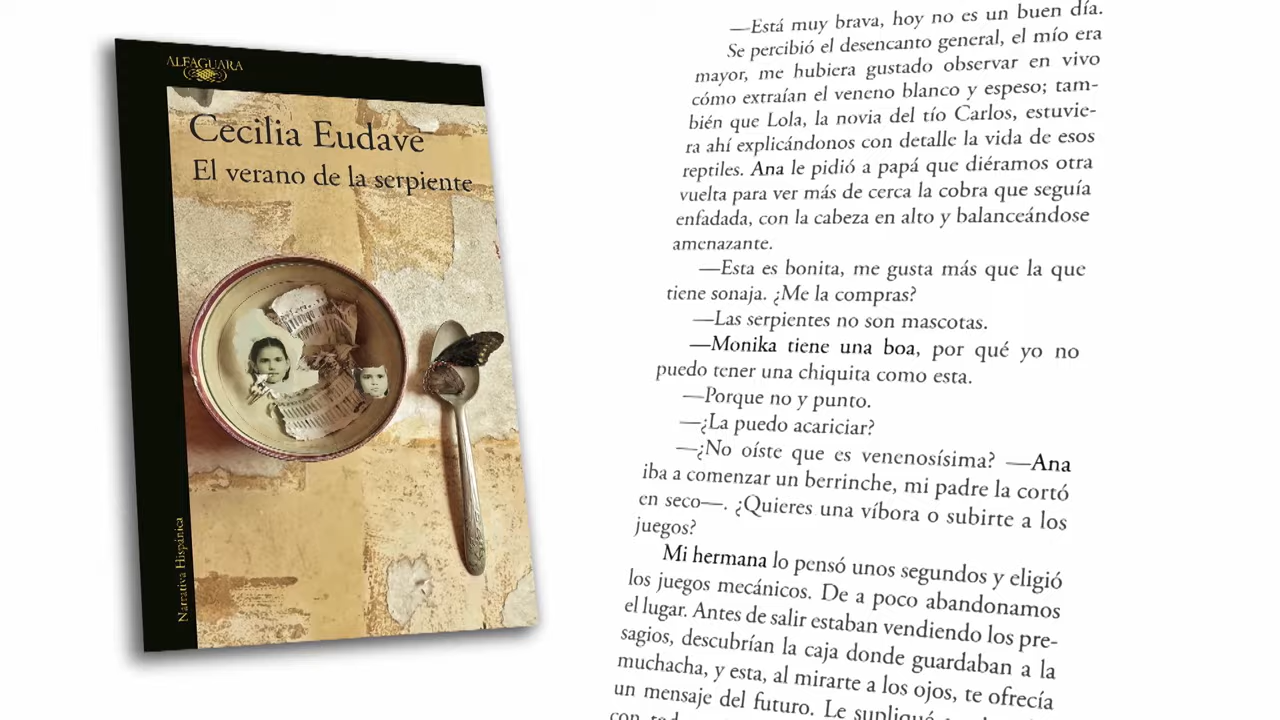 ALFAGUARA
Cecilia Eudave
El verano de la serpiente
Narrativa Hispánica
—Está muy brava, hoy no es un buen día.
Se percibió el desencanto general, el mío era
mayor, me hubiera gustado observar en vivo
cómo extraían el veneno blanco y espeso; tam-
bién que Lola, la novia del tío Carlos, estuvie-
ra ahí explicándonos con detalle la vida de esos
reptiles. Ana le pidió a papá que diéramos otra
vuelta para ver más de cerca la cobra que seguía
enfadada, con la cabeza en alto y balanceándose
amenazante.
—Esta es bonita, me gusta más que la que
tiene sonaja. ¿Me la compras?
—Las serpientes no son mascotas.
—Monika tiene una boa, por qué yo no
puedo tener una chiquita como esta.
—Porque no y punto.
—¿La puedo acariciar?
—¿No oíste que es venenosísima? —Ana
iba a comenzar un berrinche, mi padre la cortó
en seco—. ¿Quieres una víbora o subirte a los
juegos?
Mi hermana lo pensó unos segundos y eligió
los juegos mecánicos. De a poco abandonamos
el lugar. Antes de salir estaban vendiendo los pre-
sagios, descubrían la caja donde guardaban a la
muchacha, y esta, al mirarte a los ojos, te ofrecía
un mensaje del futuro. Le supliqué
con